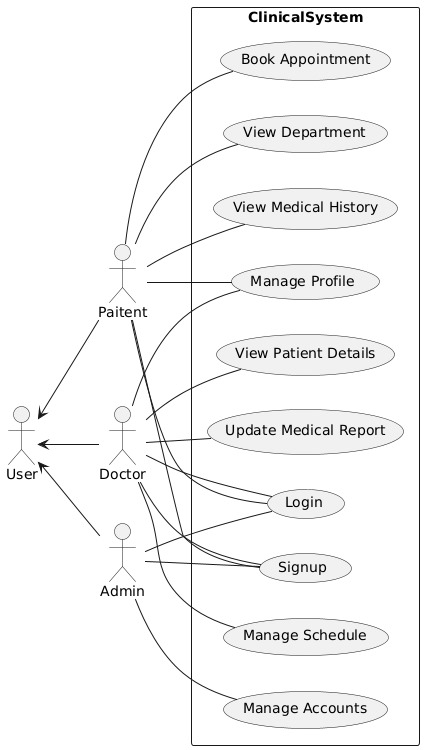 ClinicalSystem
Book Appointment
View Department
View Medical History
Manage Profile
Paitent
View Patient Details
Update Medical Report
User
Doctor
Login
Signup
Admin
Manage Schedule
Manage Accounts